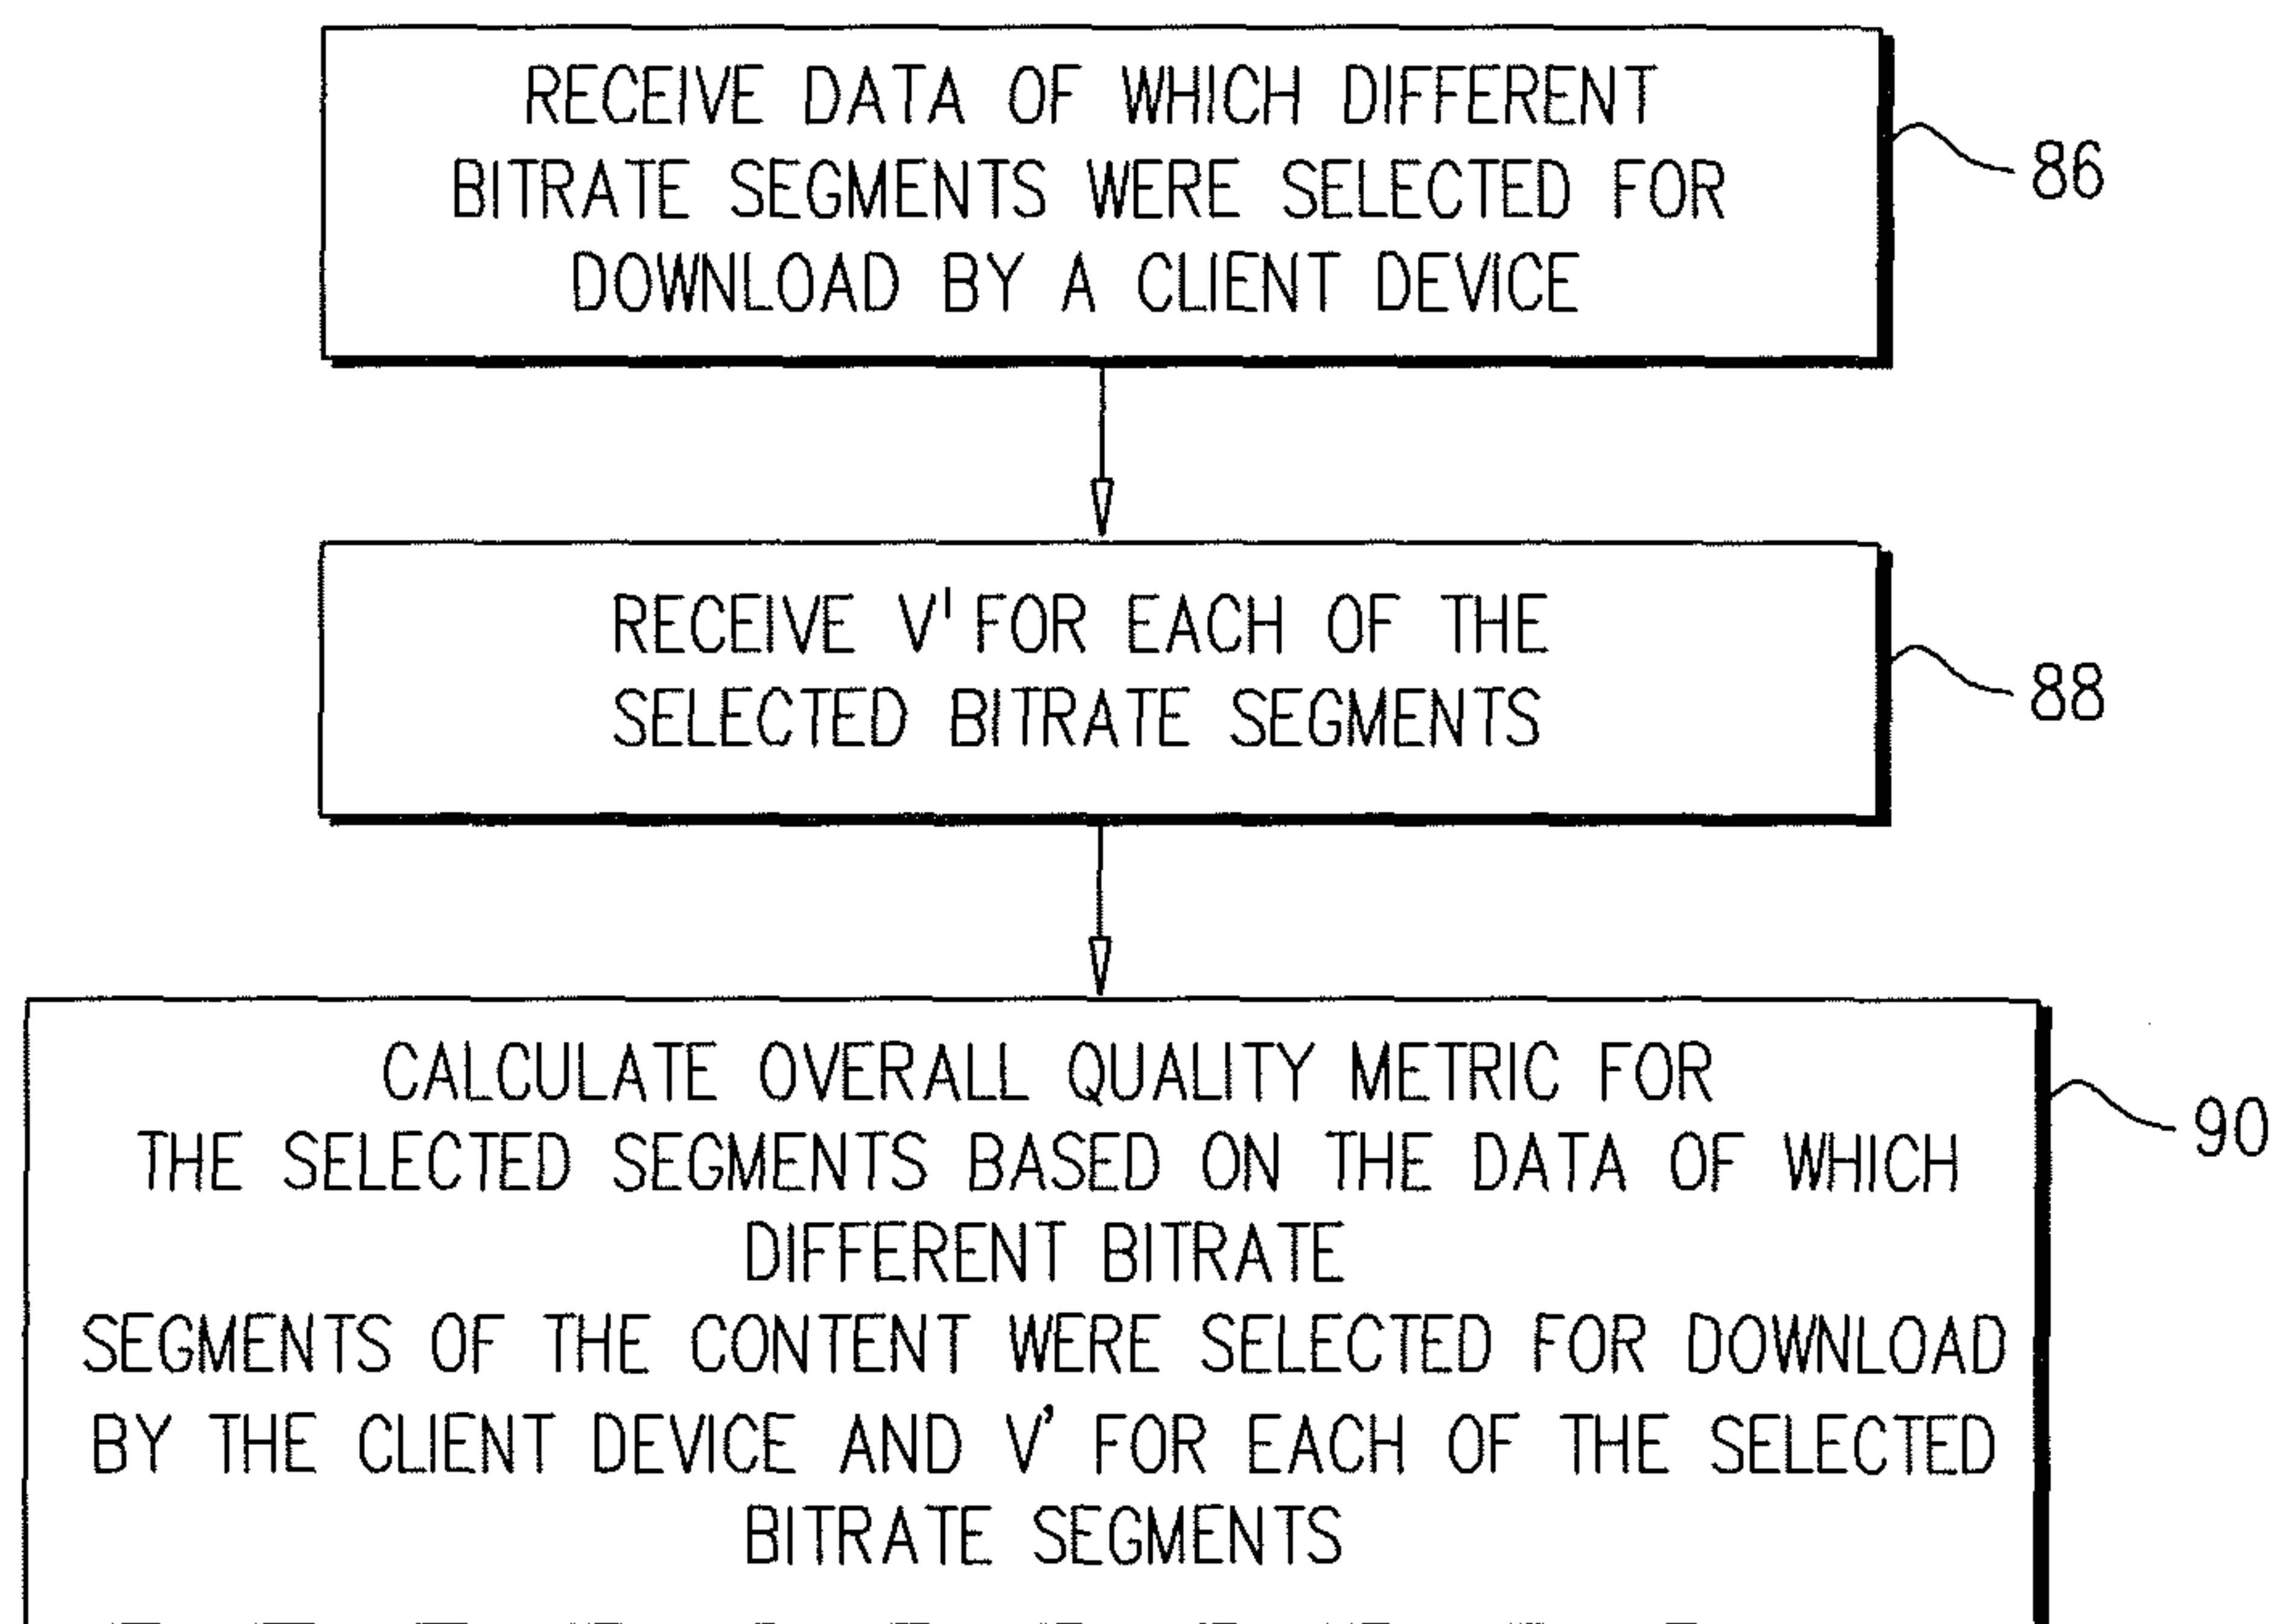 RECEIVE DATA OF WHICH DIFFERENT
BITRATE SEGMENTS WERE SELECTED FOR
DOWNLOAD BY A CLIENT DEVICE
86
RECEIVE V' FOR EACH OF THE
SELECTED BITRATE SEGMENTS
88
CALCULATE OVERALL QUALITY METRIC FOR
THE SELECTED SEGMENTS BASED ON THE DATA OF WHICH
DIFFERENT BITRATE
SEGMENTS OF THE CONTENT WERE SELECTED FOR DOWNLOAD
BY THE CLIENT DEVICE AND V' FOR EACH OF THE SELECTED
BITRATE SEGMENTS
90